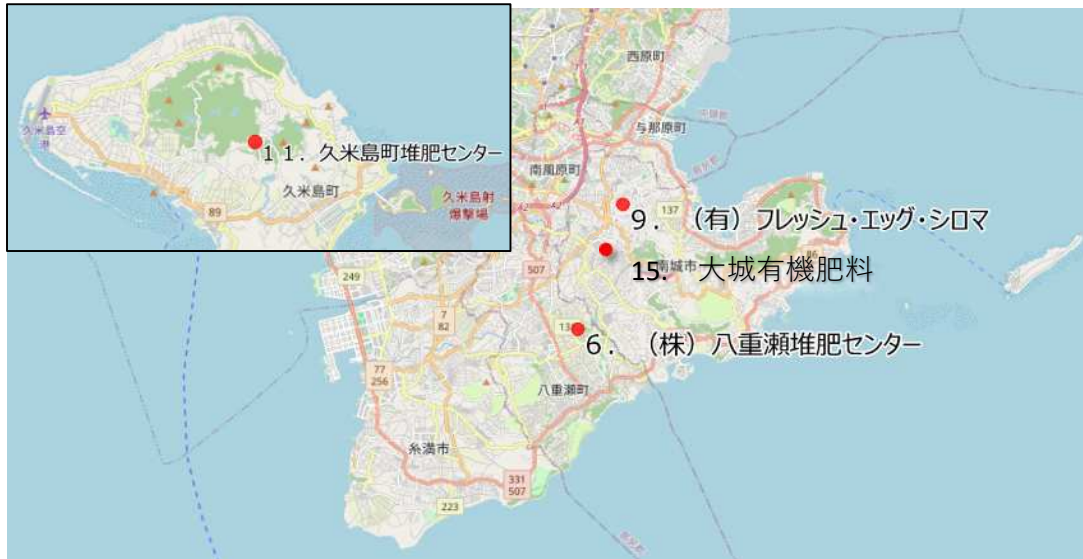 久米島空
港
１１．久米島町堆肥センター
久米島町
89
久米島射
爆撃場
西原町
与那原町
南風原町
137
９．（有）フレッシュ・エッグ・シロマ
86
南城市
15. 大城有機肥料
507
249
7
82
６．（株）八重瀬堆肥センター
77
256
八重瀬町
糸満市
331
507
223